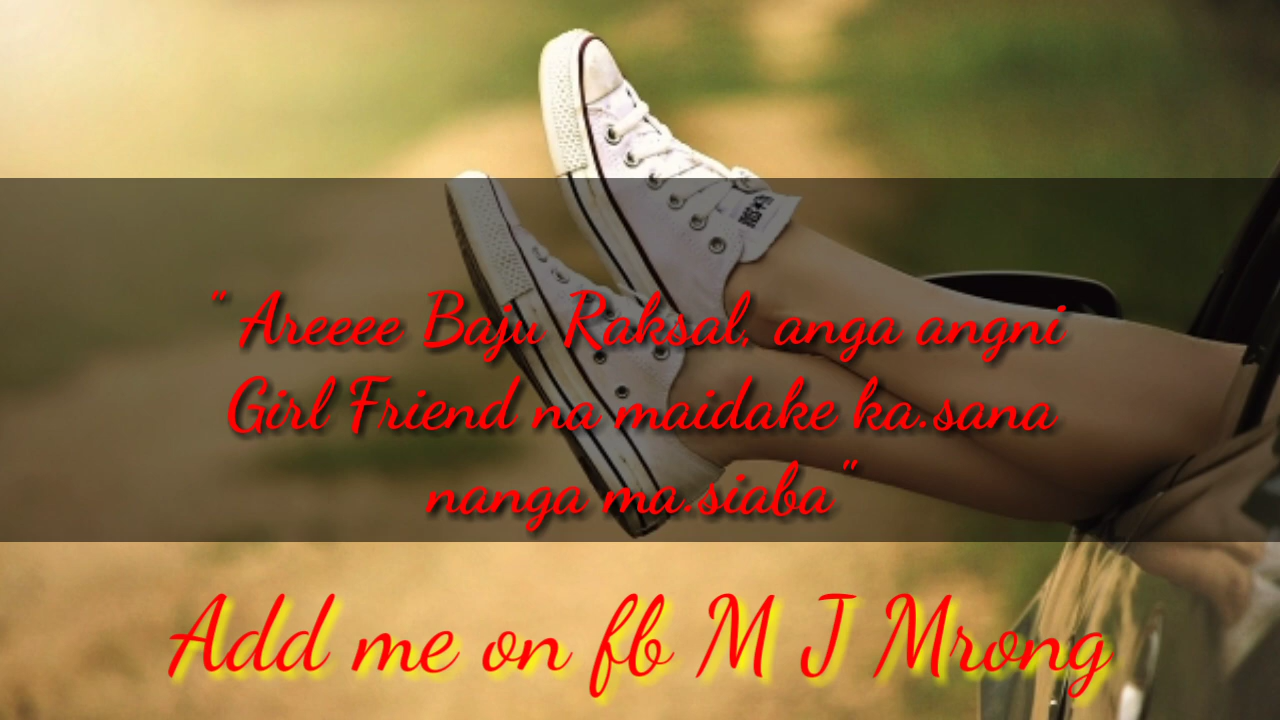 "Areeee Baju Raksal, anga angni
Girl Friend na maidake ka.sana
nanga ma.siaba"
Add me on fb M J Mrong